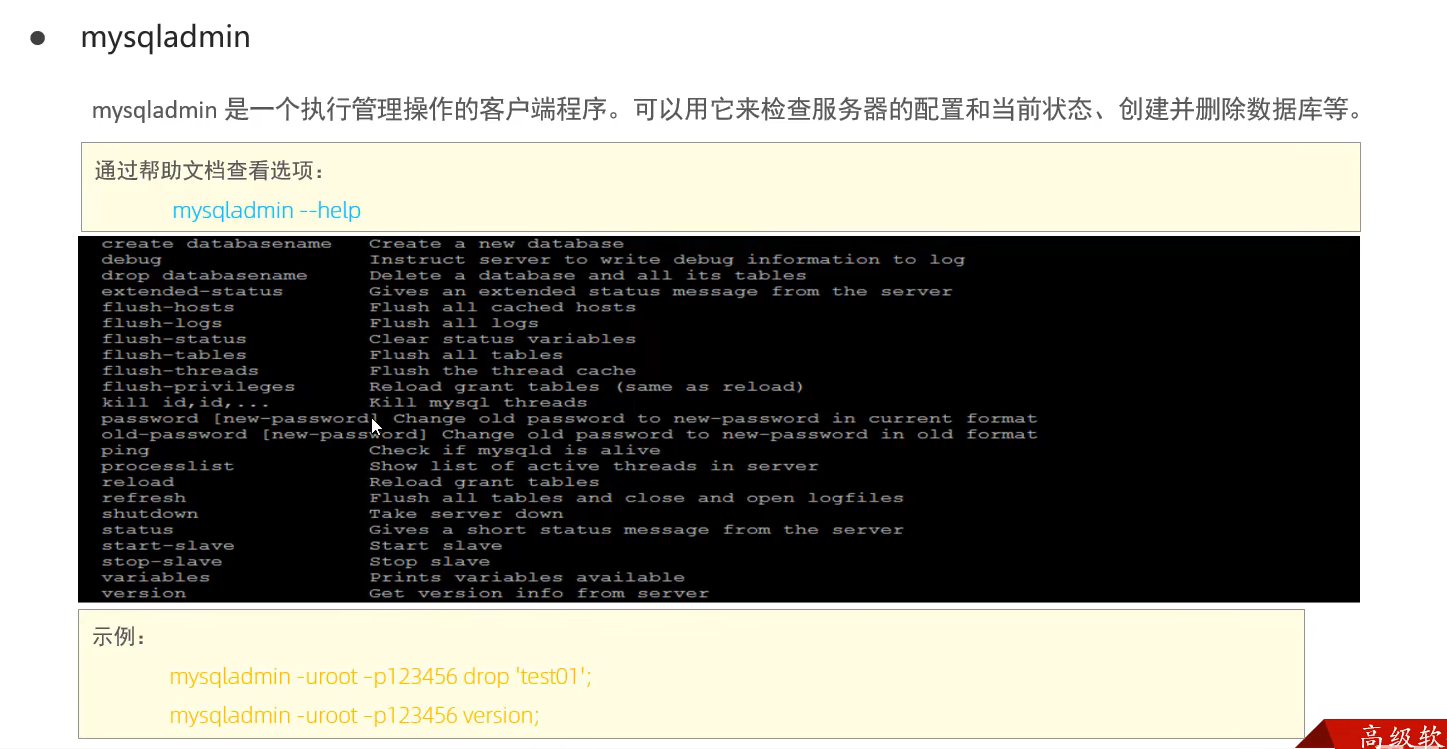 ● mysqladmin
mysqladmin 是一个执行管理操作的客户端程序。可以用它来检查服务器的配置和当前状态、创建并删除数据库等。
通过帮助文档查看选项：
mysqladmin --help
create databasename Create a new database
debug Instruct server to write debug information to log
drop databasename Delete a database and all its tables
extended-status Gives an extended status message from the server
flush-hosts Flush all cached hosts
flush-logs Flush all logs
flush-status Clear status variables
flush-tables Flush all tables
flush-threads Flush the thread cache
flush-privileges Reload grant tables (same as reload)
kill id,id,... Kill mysql threads
password [new-password] Change old password to new-password in current format
old-password [new-password] Change old password to new-password in old format
ping Check if mysqld is alive
processlist Show list of active threads in server
reload Reload grant tables
refresh Flush all tables and close and open logfiles
shutdown Take server down
status Gives a short status message from the server
start-slave Start slave
stop-slave Stop slave
variables Prints variables available
version Get version info from server
示例：
mysqladmin -uroot –p123456 drop 'test01';
mysqladmin -uroot –p123456 version;
高级软